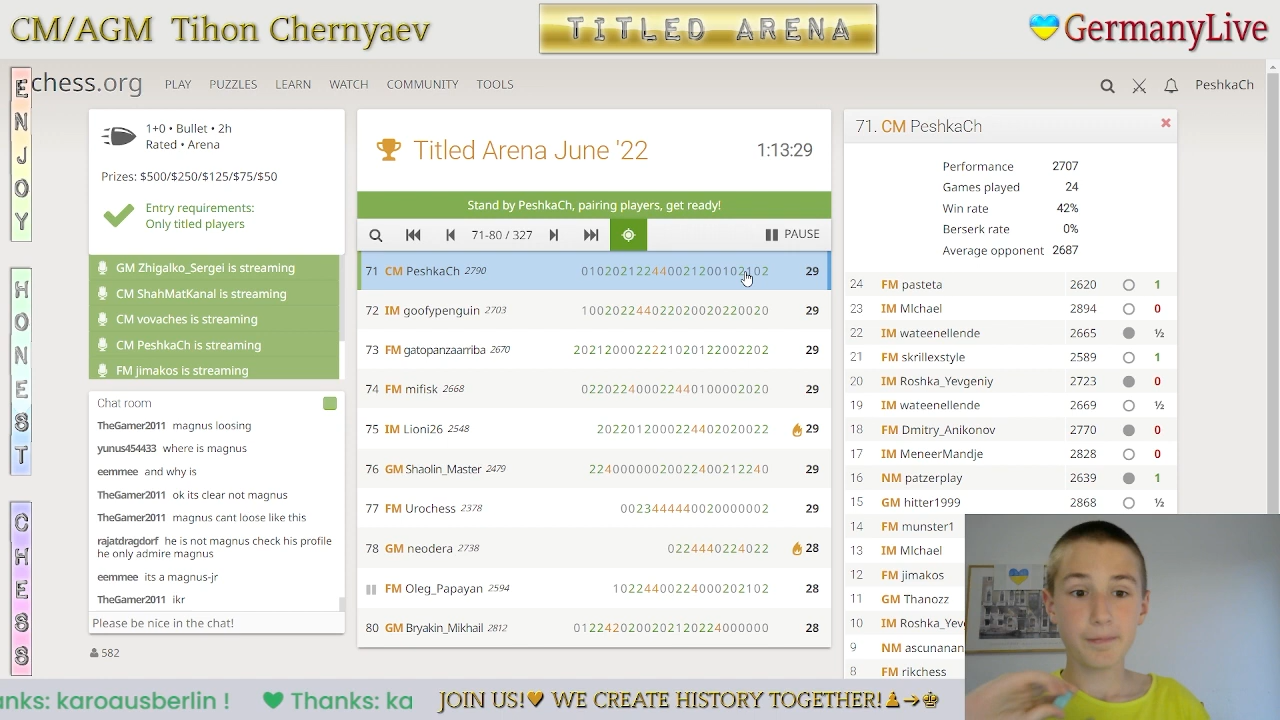 CM/AGM Tihon Chernyaev
TITLED ARENA
GermanyLive
ENJOY
HONEST
CHESS
chess.org
PLAY
PUZZLES
LEARN
WATCH
COMMUNITY
TOOLS
PeshkaCh
1+0 • Bullet • 2h
Rated • Arena
Prizes: $500/$250/$125/$75/$50
Entry requirements:
Only titled players
GM Zhigalko_Sergei is streaming
CM ShahMatKanal is streaming
CM vovaches is streaming
CM PeshkaCh is streaming
FM jimakos is streaming
Chat room
TheGamer2011 magnus loosing
yunus454433 where is magnus
eemmee and why is
TheGamer2011 ok its clear not magnus
TheGamer2011 magnus cant loose like this
rajatdragdorf he is not magnus check his profile
he only admire magnus
eemmee its a magnus-jr
TheGamer2011 ikr
Please be nice in the chat!
582
Titled Arena June '22
1:13:29
Stand by PeshkaCh, pairing players, get ready!
71-80 / 327
PAUSE
71 CM PeshkaCh 2790 010202122440021200102102 29
72 IM goofypenguin 2703 100202244022020020220020 29
73 FM gatopanzaarriba 2670 2021200022221020122002202 29
74 FM mifisk 2668 022022400022440100002020 29
75 IM Lioni26 2548 2022012000224402020022 29
76 GM Shaolin_Master 2479 22400000020022400212240 29
77 FM Urochess 2378 0023444440020000002 29
78 GM neodera 2738 0224440224022 28
FM Oleg_Papayan 2594 10222440022400020210​2 28
80 GM Bryakin_Mikhail 2812 0122420200202120224000000 28
71. CM PeshkaCh
Performance 2707
Games played 24
Win rate 42%
Berserk rate 0%
Average opponent 2687
24 FM pasteta 2620 1
23 IM Mlchael 2894 0
22 IM wateenellende 2665 ½
21 FM skrillexstyle 2589 1
20 IM Roshka_Yevgeniy 2723 0
19 IM wateenellende 2669 ½
18 FM Dmitry_Anikonov 2770 0
17 IM MeneerMandje 2828 0
16 NM patzerplay 2639 1
15 GM hitter1999 2868 ½
14 FM munster1
13 IM Mlchael
12 FM jimakos
11 GM Thanozz
10 IM Roshka_Yev
9 NM ascunanan
8 FM rikchess
anks: karoausberlin !
Thanks: ka
JOIN US! WE CREATE HISTORY TOGETHER!